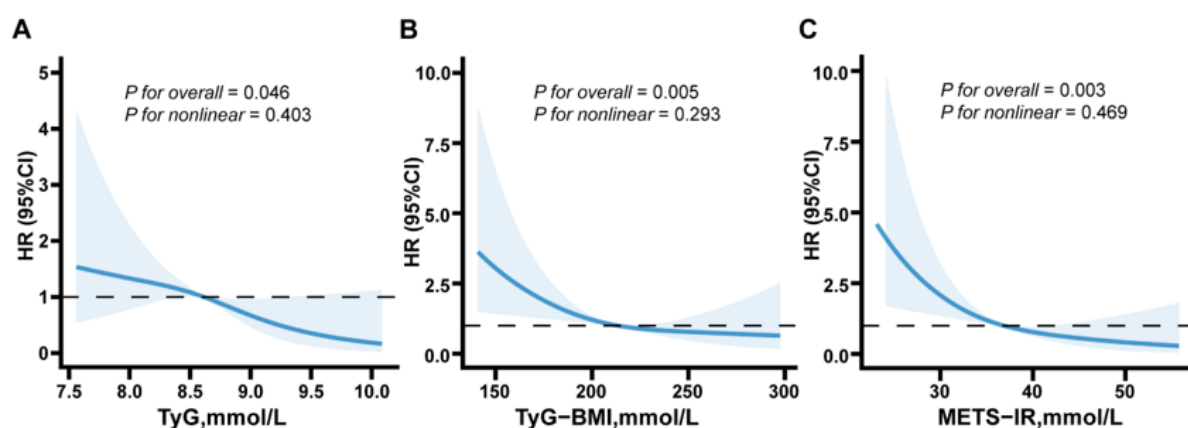 A
5
4
3
2
1
0
HR (95%CI)
P for overall = 0.046
P for nonlinear = 0.403
7.5 8.0 8.5 9.0 9.5 10.0
TyG,mmol/L
B
10.0
7.5
5.0
2.5
0.0
HR (95%CI)
P for overall = 0.005
P for nonlinear = 0.293
150 200 250 300
TyG−BMI,mmol/L
C
10.0
7.5
5.0
2.5
0.0
HR (95%CI)
P for overall = 0.003
P for nonlinear = 0.469
30 40 50
METS−IR,mmol/L